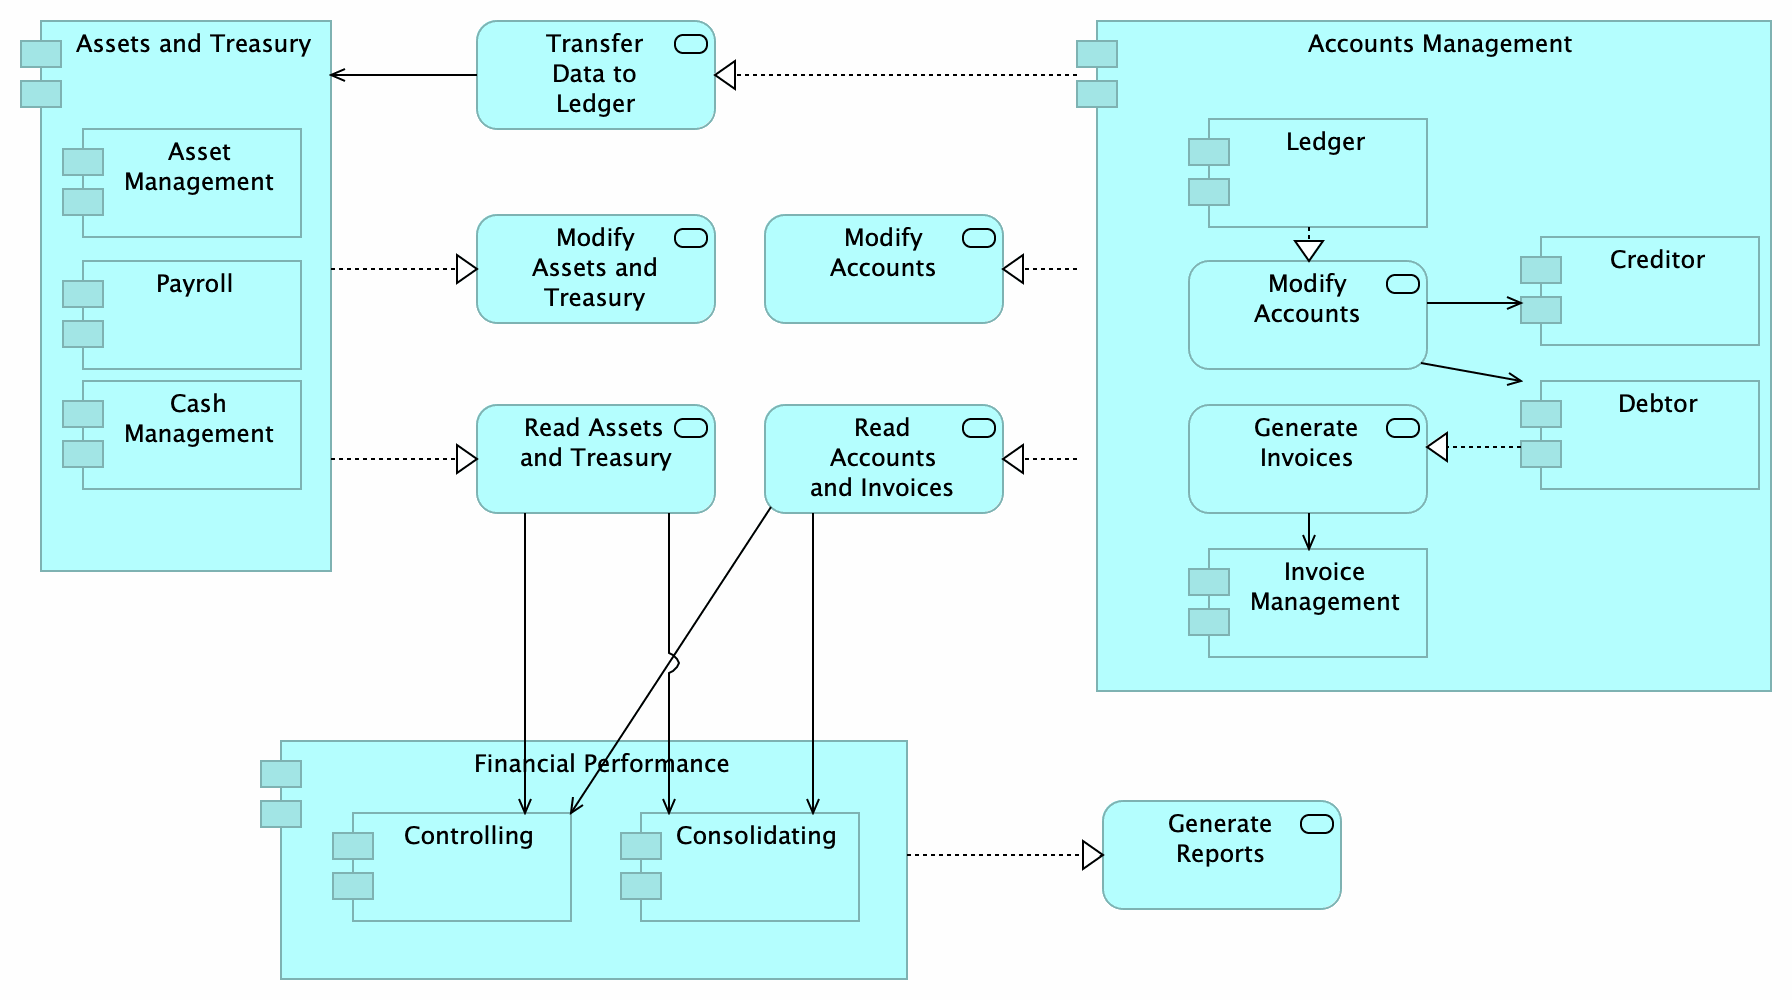 Assets and Treasury
Asset
Management
Payroll
Cash
Management
Transfer
Data to
Ledger
Modify
Assets and
Treasury
Modify
Accounts
Read Assets
and Treasury
Read
Accounts
and Invoices
Accounts Management
Ledger
Modify
Accounts
Creditor
Debtor
Generate
Invoices
Invoice
Management
Financial Performance
Controlling
Consolidating
Generate
Reports